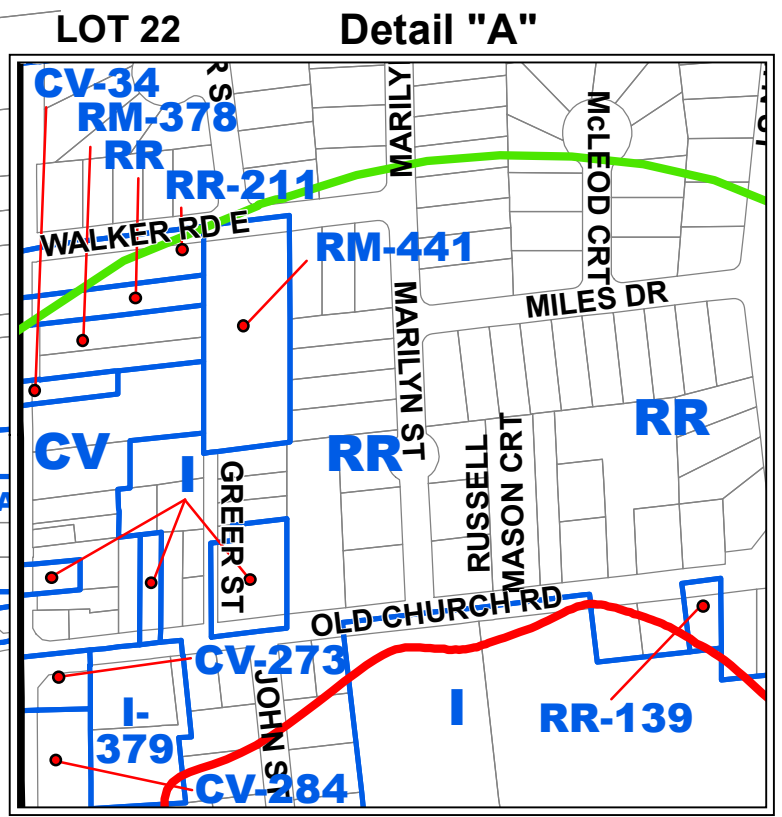 LOT 22
Detail "A"
R S
MARILY
McLEOD CRT
CV-34
RM-378
RR
RR-211
WALKER RD E
RM-441
MILES DR
MARILYN ST
CV
I
GREER ST
RR
RR
RUSSELL
MASON CRT
A
OLD CHURCH RD
CV-273
JOHN ST
I-
379
I
RR-139
CV-284